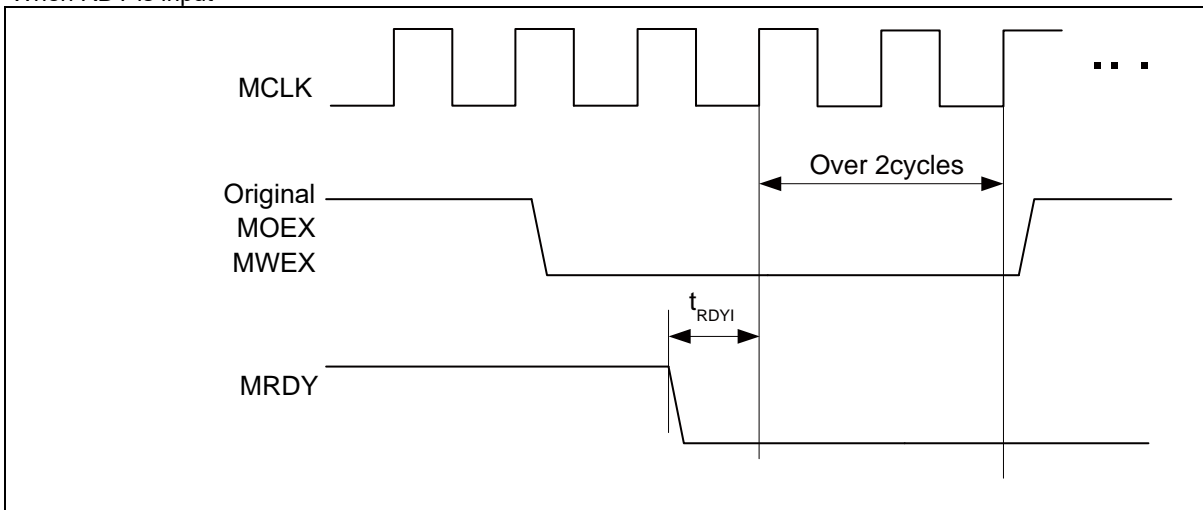 When RDY is input
MCLK
Over 2cycles
Original
MOEX
MWEX
tRDYI
MRDY